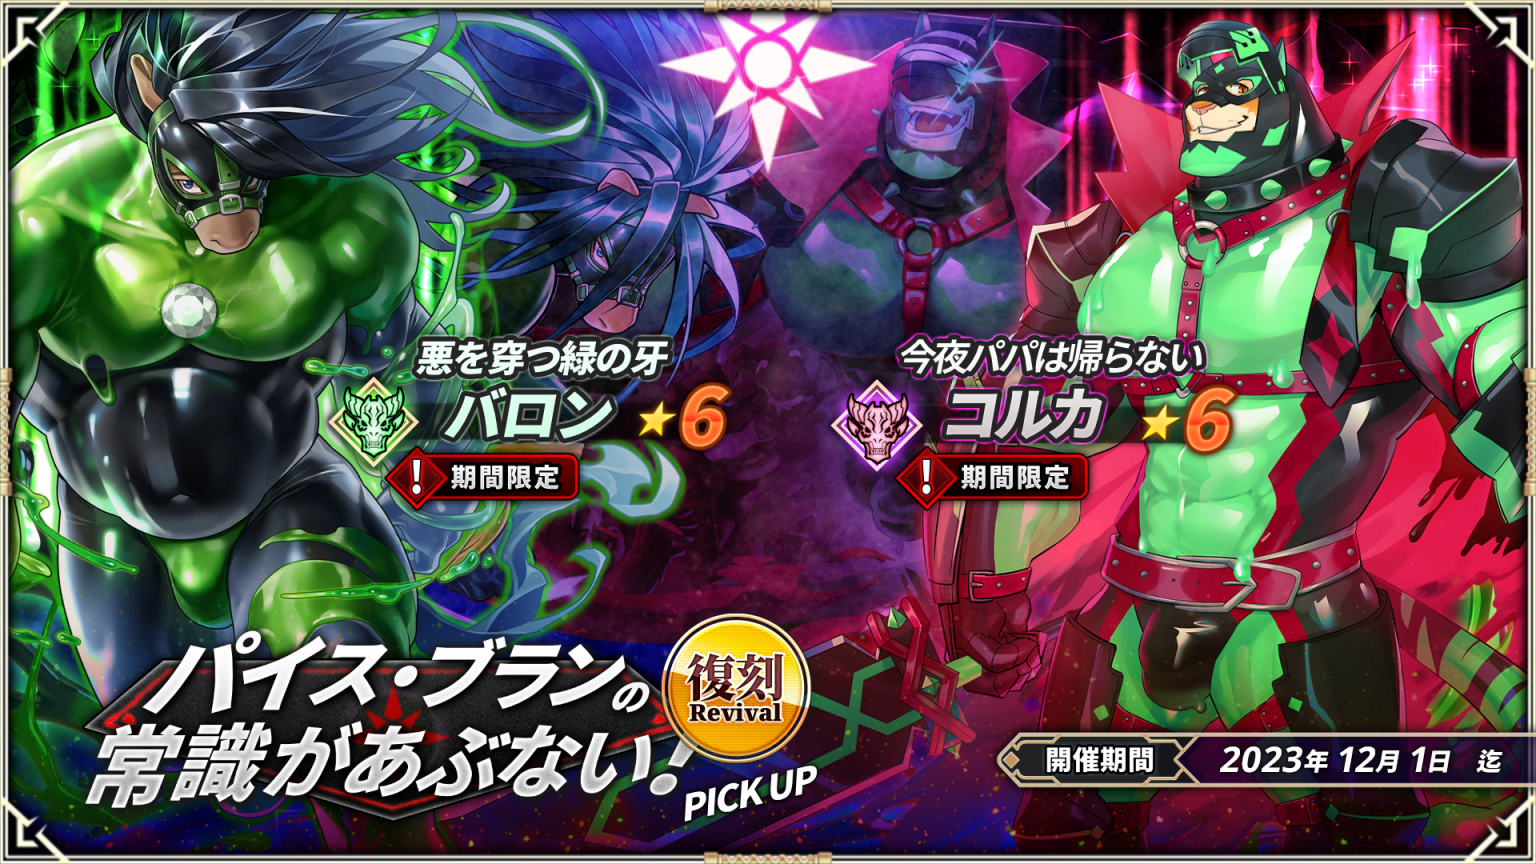 悪を穿つ緑の牙
バロン ★6
! 期間限定
今夜パパは帰らない
コルカ ★6
! 期間限定
パイス・ブランの
常識があぶない!
復刻
Revival
PICK UP
開催期間 2023年 12月 1日 迄